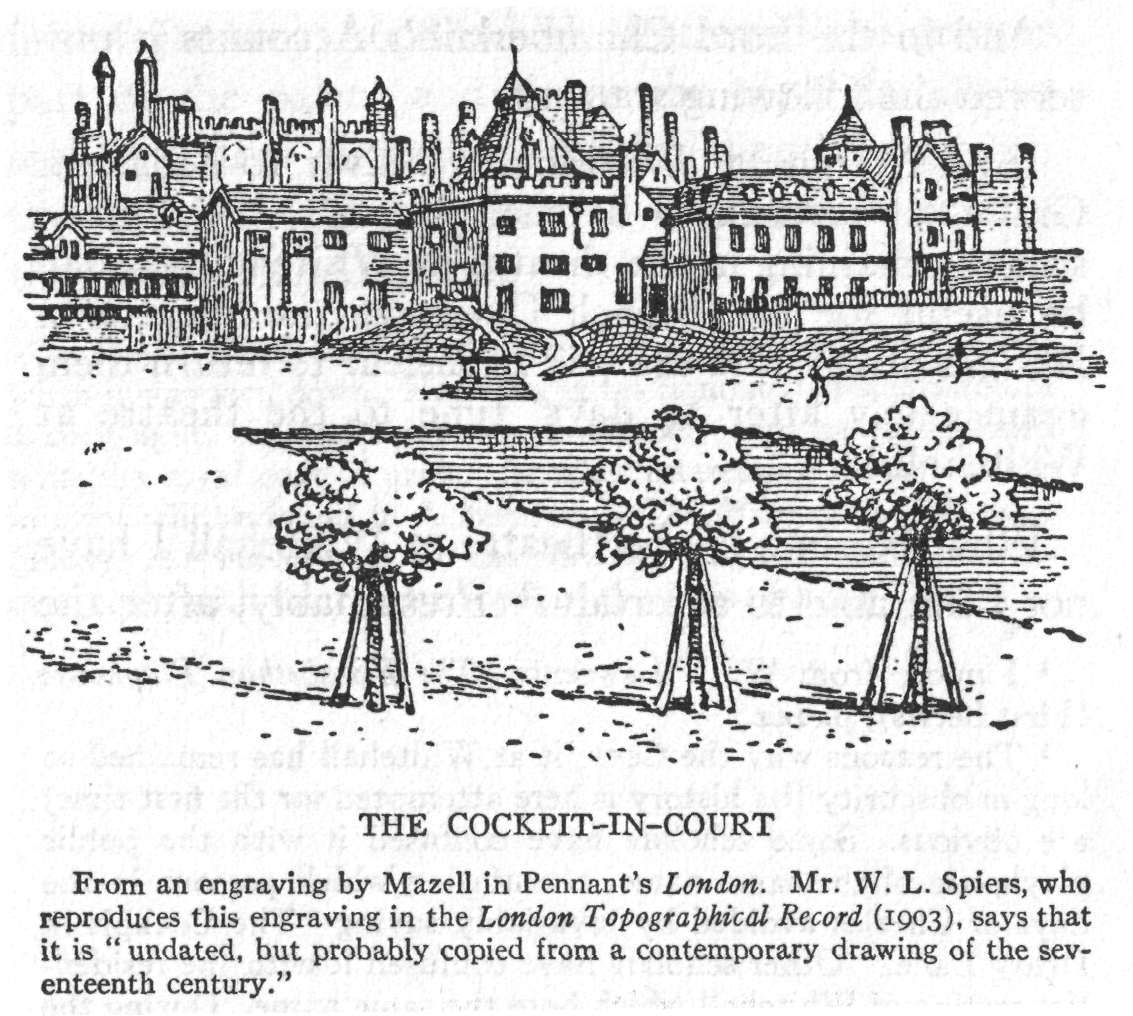 THE COCKPIT-IN-COURT
From an engraving by Mazell in Pennant's London. Mr. W. L. Spiers, who
reproduces this engraving in the London Topographical Record (1903), says that
it is "undated, but probably copied from a contemporary drawing of the sev-
enteenth century."